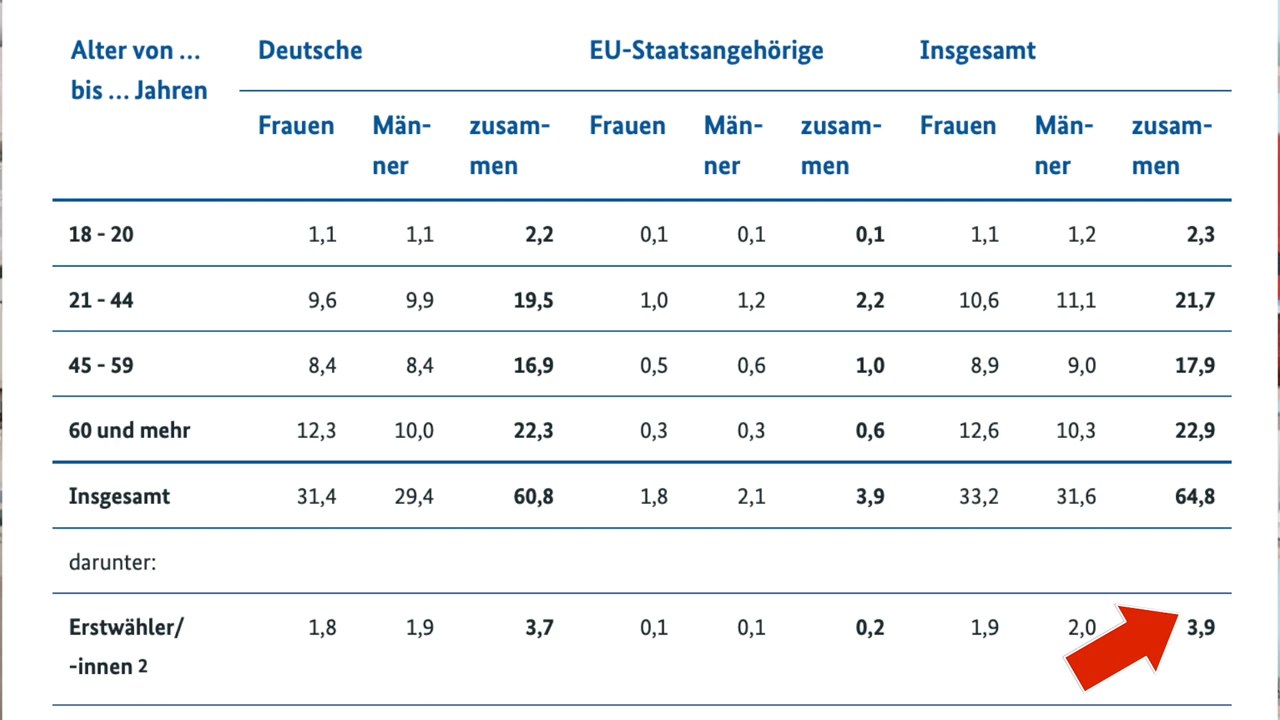 Alter von ... Deutsche EU-Staatsangehörige Insgesamt
bis ... Jahren
Frauen Män- zusam- Frauen Män- zusam- Frauen Män- zusam-
ner men ner men ner men
18 - 20 1,1 1,1 2,2 0,1 0,1 0,1 1,1 1,2 2,3
21 - 44 9,6 9,9 19,5 1,0 1,2 2,2 10,6 11,1 21,7
45 - 59 8,4 8,4 16,9 0,5 0,6 1,0 8,9 9,0 17,9
60 und mehr 12,3 10,0 22,3 0,3 0,3 0,6 12,6 10,3 22,9
Insgesamt 31,4 29,4 60,8 1,8 2,1 3,9 33,2 31,6 64,8
darunter:
Erstwähler/ 1,8 1,9 3,7 0,1 0,1 0,2 1,9 2,0 3,9
-innen 2